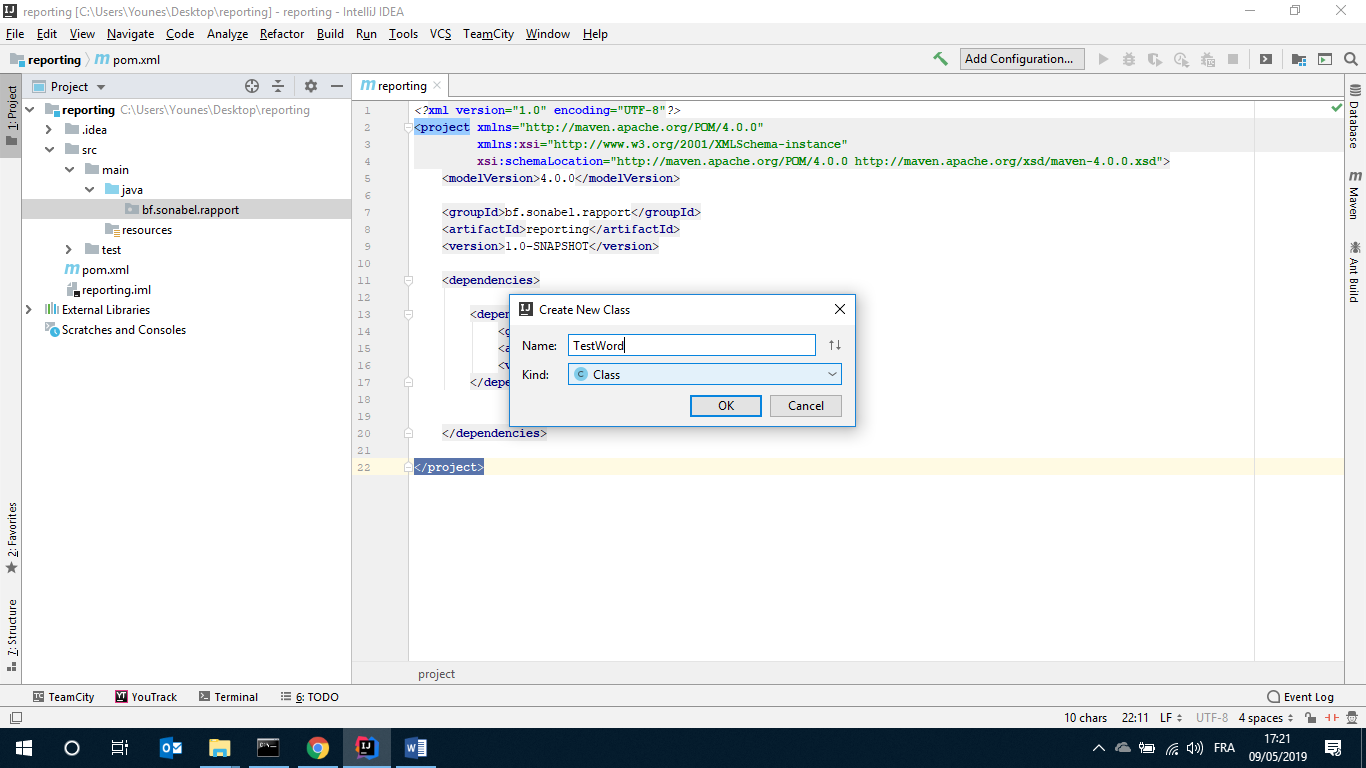 reporting [C:\Users\Younes\Desktop\reporting] - reporting - IntelliJ IDEA
File Edit View Navigate Code Analyze Refactor Build Run Tools VCS TeamCity Window Help
reporting pom.xml
Add Configuration...
1: Project
Project
reporting C:\Users\Younes\Desktop\reporting
.idea
src
main
java
bf.sonabel.rapport
resources
test
pom.xml
reporting.iml
External Libraries
Scratches and Consoles
2: Favorites
7: Structure
reporting
1 <?xml version="1.0" encoding="UTF-8"?>
2 <project xmlns="http://maven.apache.org/POM/4.0.0"
3 xmlns:xsi="http://www.w3.org/2001/XMLSchema-instance"
4 xsi:schemaLocation="http://maven.apache.org/POM/4.0.0 http://maven.apache.org/xsd/maven-4.0.0.xsd">
5 <modelVersion>4.0.0</modelVersion>
6
7 <groupId>bf.sonabel.rapport</groupId>
8 <artifactId>reporting</artifactId>
9 <version>1.0-SNAPSHOT</version>
10
11 <dependencies>
12
13 <depen
14 <g
15 <a
16 <v
17 </depe
18
19
20 </dependencies>
21
22 </project>
Create New Class
Name: TestWord
Kind: C Class
OK Cancel
project
Database
Maven
Ant Build
TeamCity YouTrack Terminal 6: TODO Event Log
10 chars 22:11 LF UTF-8 4 spaces
FRA
17:21
09/05/2019